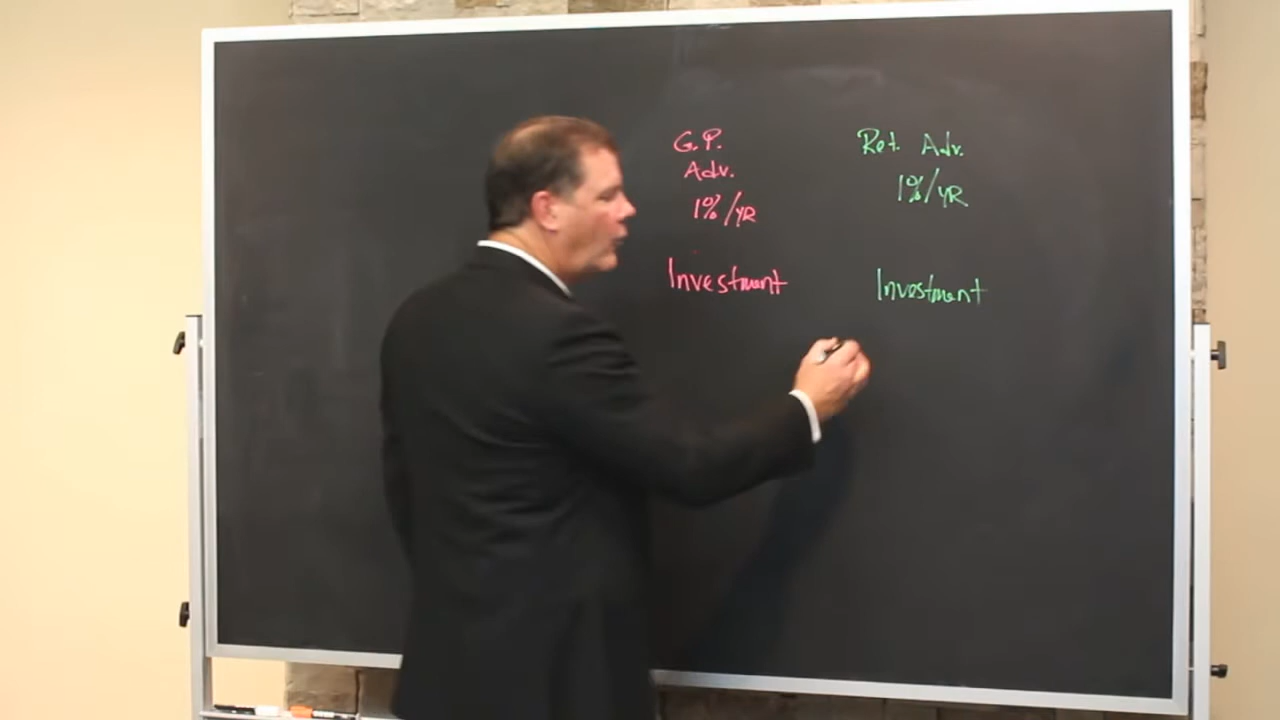 G.P.
Adv.
1%/YR
Investment
Ret. Adv.
1%/YR
Investment